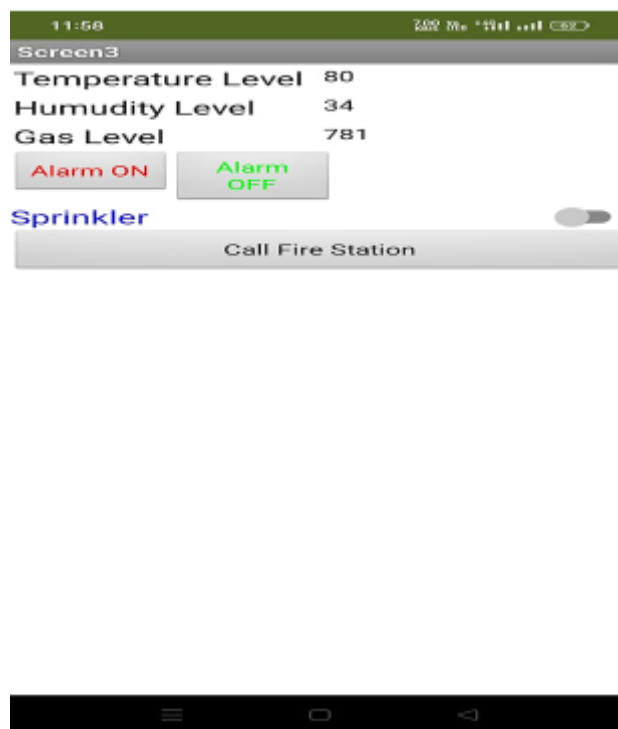 11:58
Screen3
Temperature Level 80
Humudity Level 34
Gas Level 781
Alarm ON
Alarm
OFF
Sprinkler
Call Fire Station